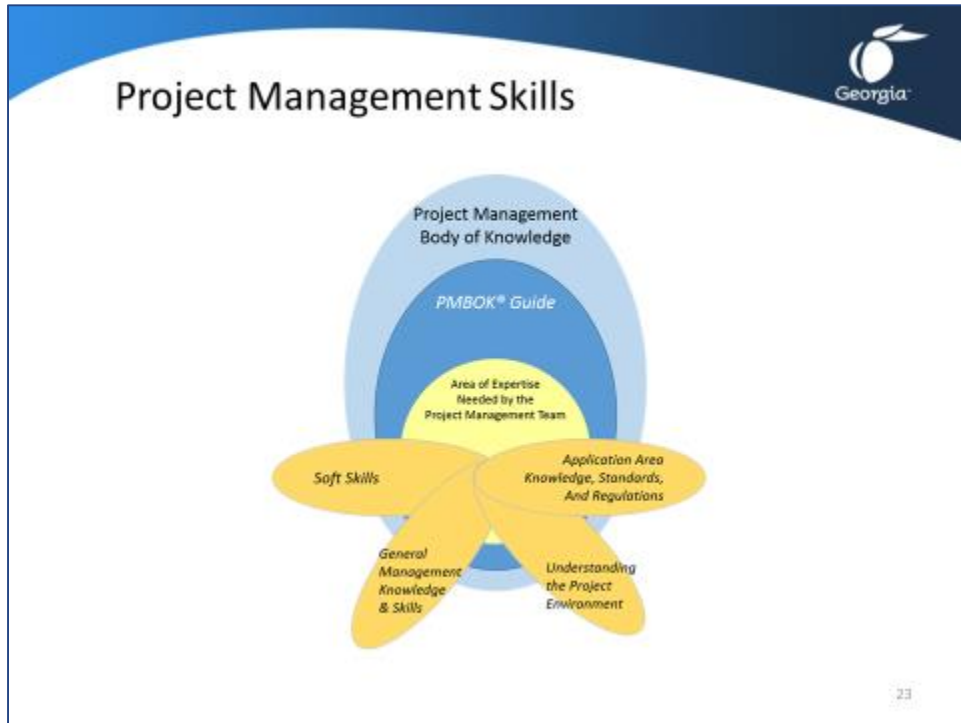 Georgia
Project Management Skills
Project Management
Body of Knowledge
PMBOK® Guide
Area of Expertise
Needed by the
Project Management Team
Soft Skills
Application Area
Knowledge, Standards,
And Regulations
General
Management
Knowledge
& Skills
Understanding
the Project
Environment
23